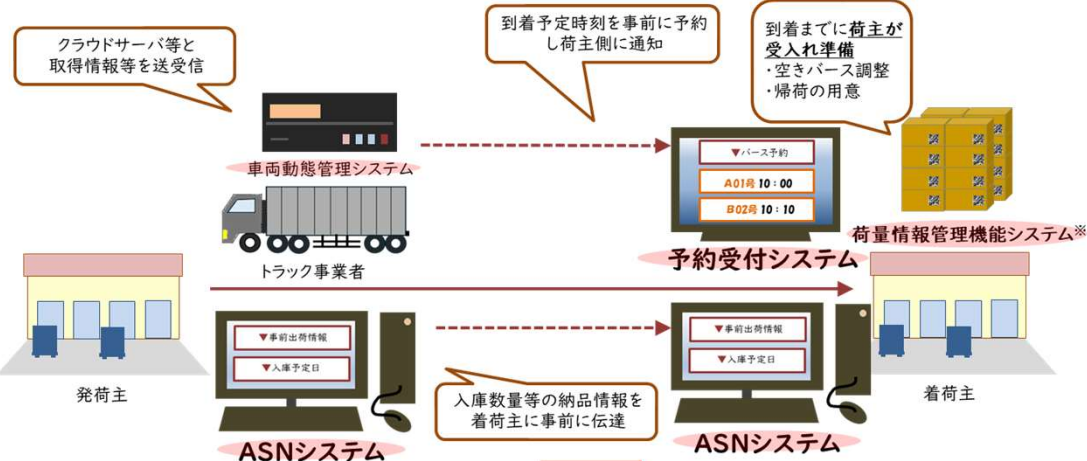 クラウドサーバ等と
取得情報等を送受信
到着予定時刻を事前に予約
し荷主側に通知
到着までに荷主が
受入れ準備
・空きバース調整
・帰荷の用意
車両動態管理システム
▼バース予約
A01号 10：00
B02号 10：10
荷量情報管理機能システム※
予約受付システム
トラック事業者
▼事前出荷情報
▼入庫予定日
▼事前出荷情報
▼入庫予定日
発荷主
着荷主
入庫数量等の納品情報を
着荷主に事前に伝達
ASNシステム
ASNシステム